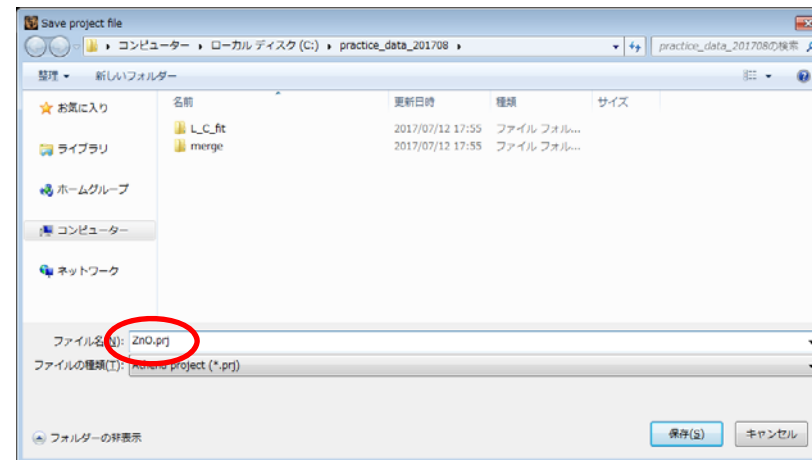 Save project file
コンピューター ▸ ローカル ディスク (C:) ▸ practice_data_201708 ▸
practice_data_201708の検索
整理 新しいフォルダー
名前 更新日時 種類 サイズ
お気に入り
L_C_fit 2017/07/12 17:55 ファイル フォル...
ライブラリ
merge 2017/07/12 17:55 ファイル フォル...
ホームグループ
コンピューター
ネットワーク
ファイル名(N): ZnO.prj
ファイルの種類(T): Athena project (*.prj)
フォルダーの非表示
保存(S) キャンセル